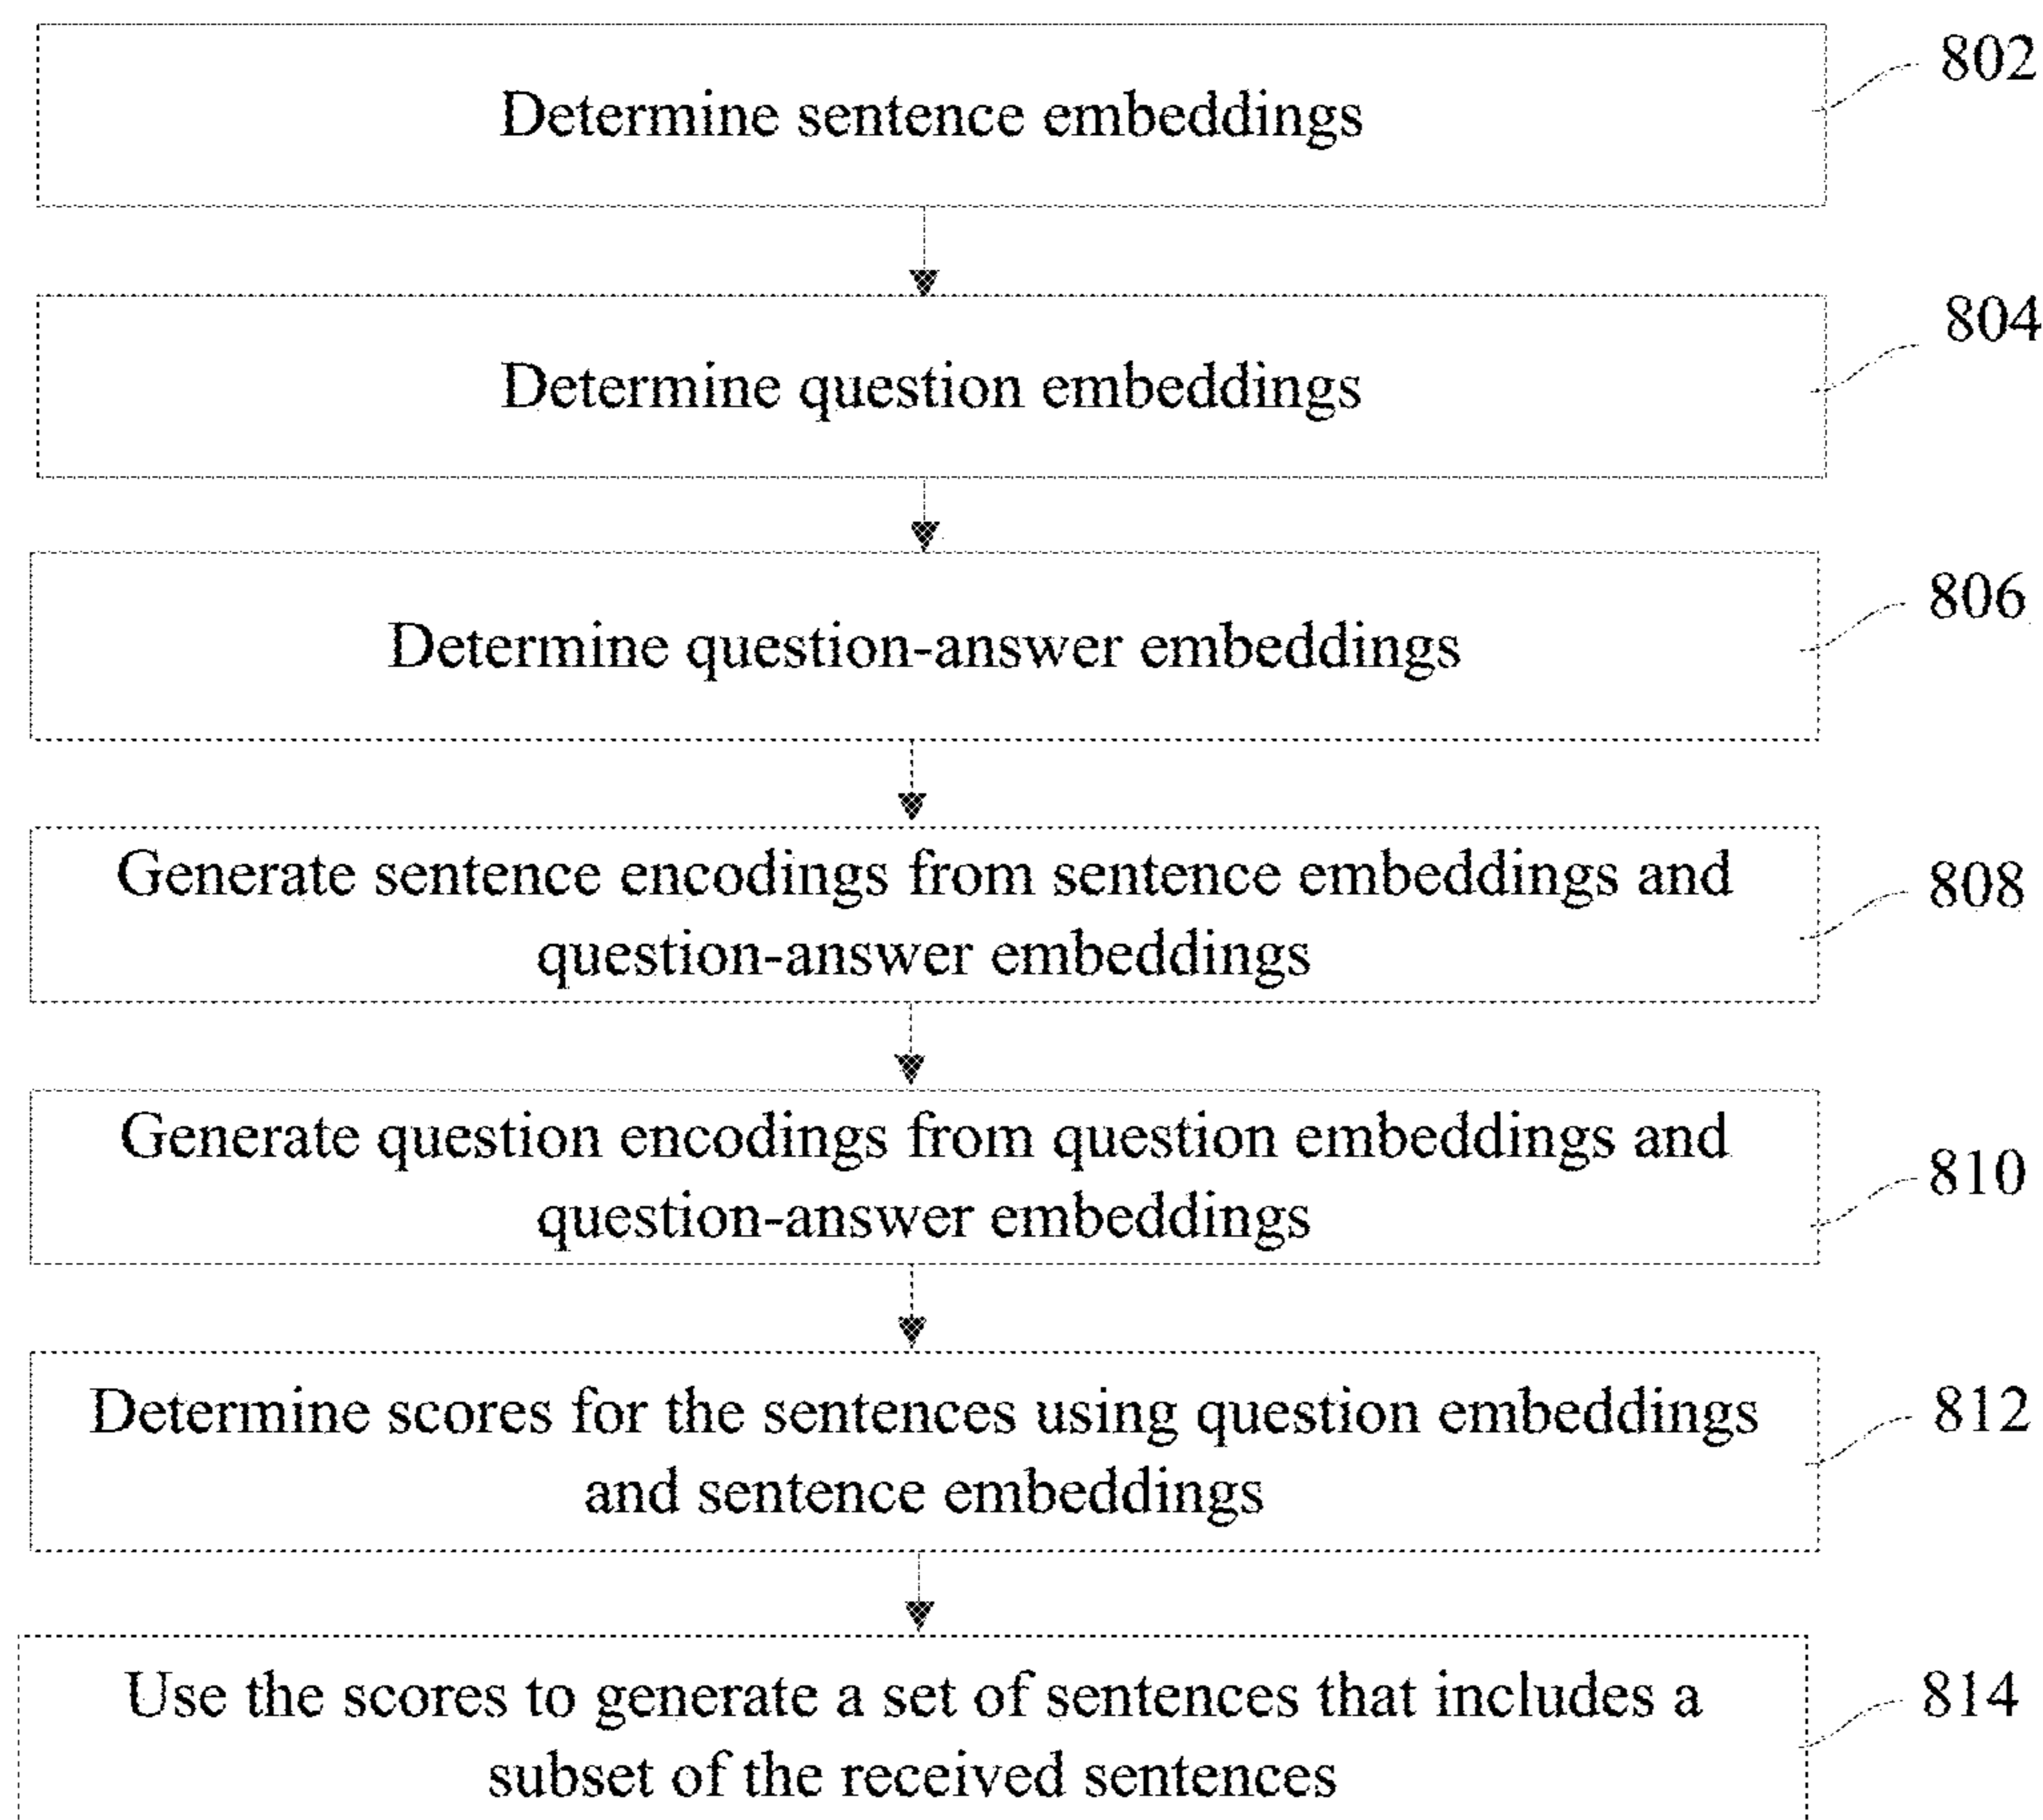 Determine sentence embeddings
802
Determine question embeddings
804
Determine question-answer embeddings
806
Generate sentence encodings from sentence embeddings and
question-answer embeddings
808
Generate question encodings from question embeddings and
question-answer embeddings
810
Determine scores for the sentences using question embeddings
and sentence embeddings
812
Use the scores to generate a set of sentences that includes a
subset of the received sentences
814